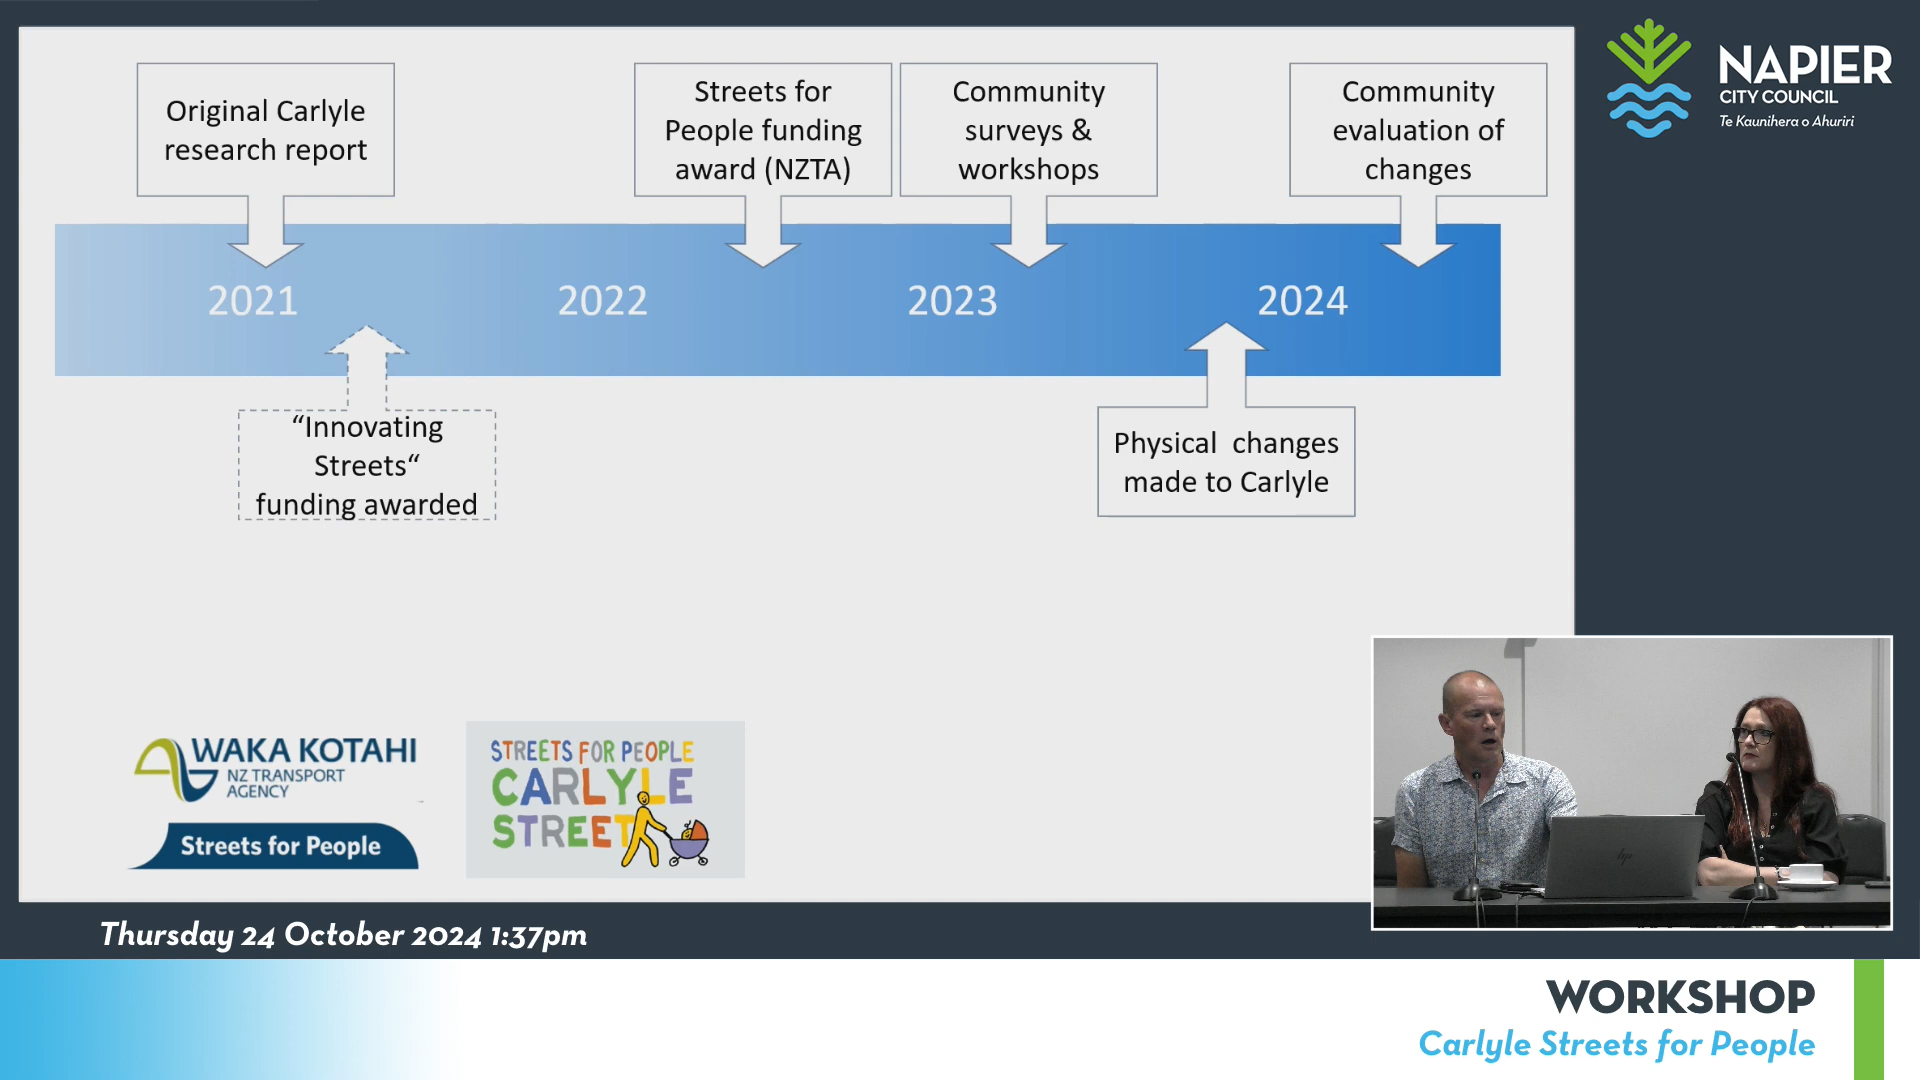 Original Carlyle
research report
Streets for
People funding
award (NZTA)
Community
surveys &
workshops
Community
evaluation of
changes
NAPIER
CITY COUNCIL
Te Kaunihera o Ahuriri
2021
2022
2023
2024
“Innovating
Streets“
funding awarded
Physical  changes
made to Carlyle
WAKA KOTAHI
NZ TRANSPORT
AGENCY
Streets for People
STREETS FOR PEOPLE
CARLYLE
STREET
hp
Thursday 24 October 2024 1:37pm
WORKSHOP
Carlyle Streets for People